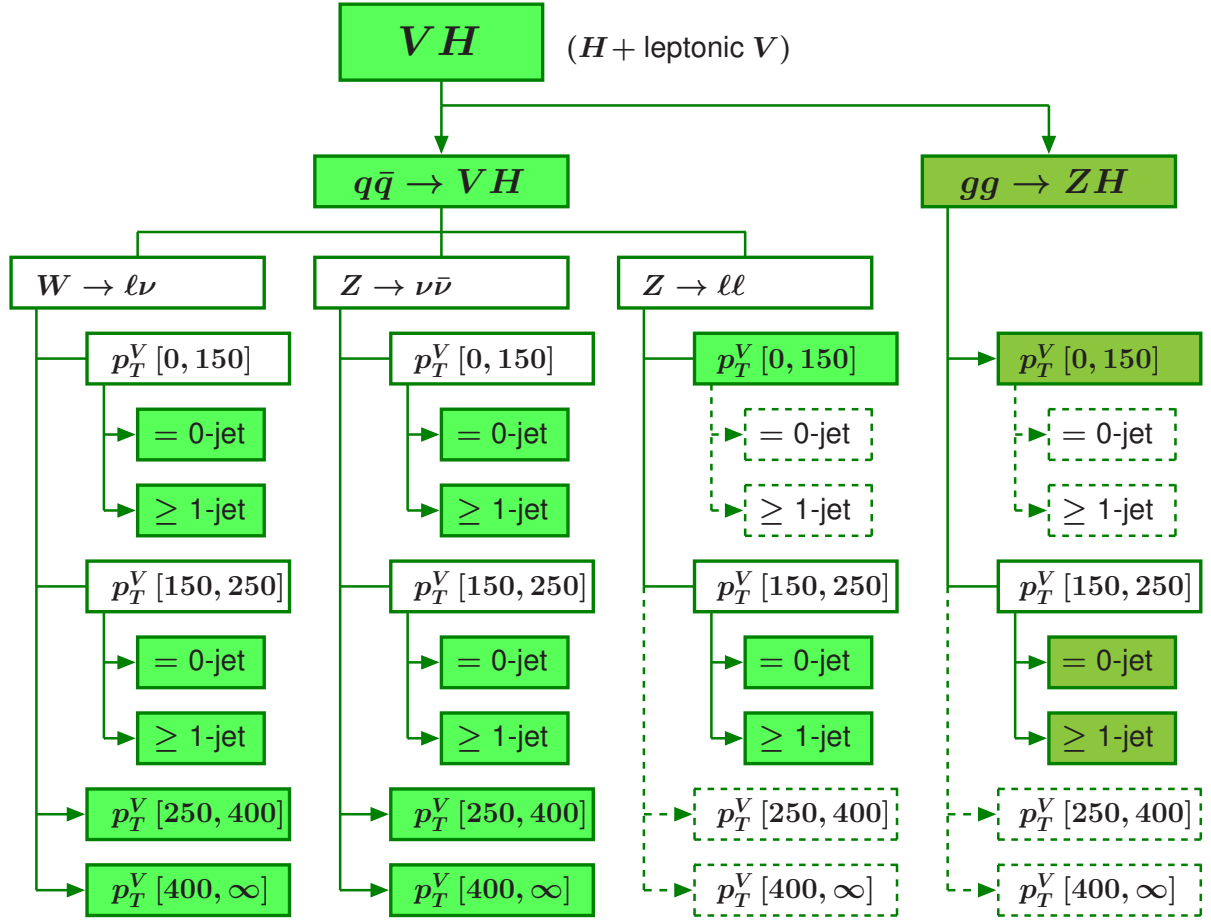 VH (H + leptonic V)
qq̄ → VH
gg → ZH
W → ℓν
p_T^V [0, 150]
= 0-jet
≥ 1-jet
p_T^V [150, 250]
= 0-jet
≥ 1-jet
p_T^V [250, 400]
p_T^V [400, ∞]
Z → νν̄
p_T^V [0, 150]
= 0-jet
≥ 1-jet
p_T^V [150, 250]
= 0-jet
≥ 1-jet
p_T^V [250, 400]
p_T^V [400, ∞]
Z → ℓℓ
p_T^V [0, 150]
= 0-jet
≥ 1-jet
p_T^V [150, 250]
= 0-jet
≥ 1-jet
p_T^V [250, 400]
p_T^V [400, ∞]
p_T^V [0, 150]
= 0-jet
≥ 1-jet
p_T^V [150, 250]
= 0-jet
≥ 1-jet
p_T^V [250, 400]
p_T^V [400, ∞]